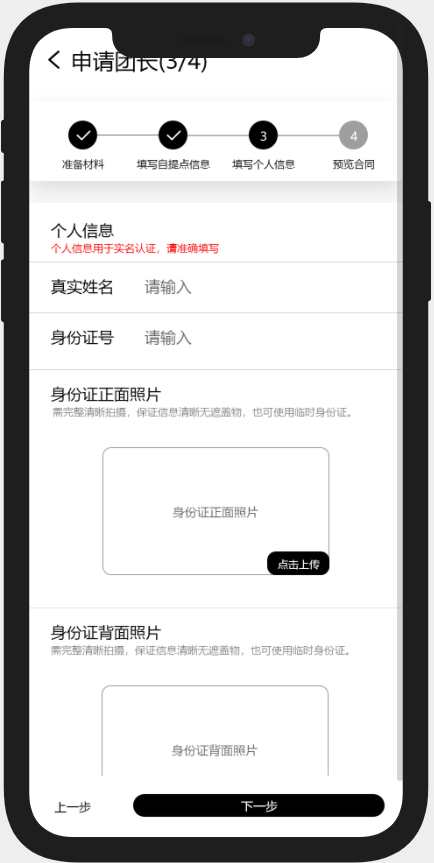 申请团长(3/4)
3
4
准备材料
填写自提点信息
填写个人信息
预览合同
个人信息
个人信息用于实名认证，请准确填写
真实姓名
请输入
身份证号
请输入
身份证正面照片
需完整清晰拍摄，保证信息清晰无遮盖物，也可使用临时身份证。
身份证正面照片
点击上传
身份证背面照片
需完整清晰拍摄，保证信息清晰无遮盖物，也可使用临时身份证。
身份证背面照片
上一步
下一步